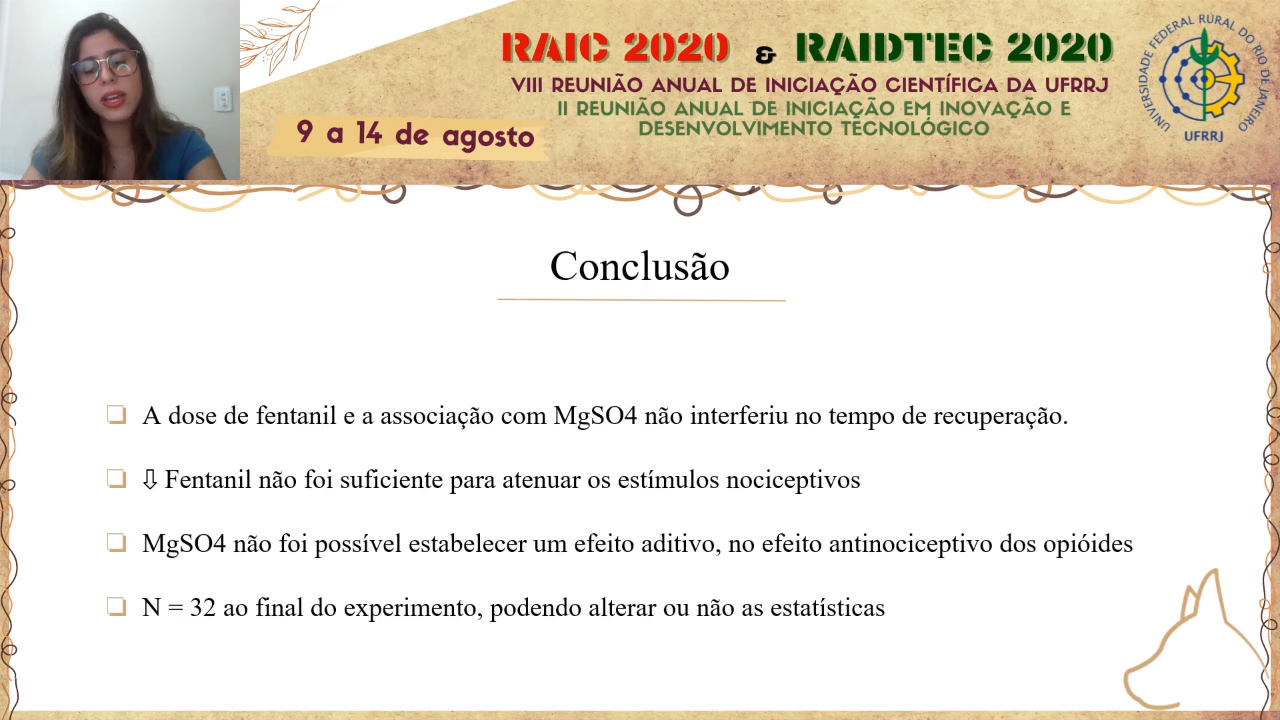 RAIC 2020 & RAIDTEC 2020
VIII REUNIÃO ANUAL DE INICIAÇÃO CIENTÍFICA DA UFRRJ
II REUNIÃO ANUAL DE INICIAÇÃO EM INOVAÇÃO E
DESENVOLVIMENTO TECNOLÓGICO
9 a 14 de agosto
UNIVERSIDADE FEDERAL RURAL DO RIO DE JANEIRO
UFRRJ
Conclusão
A dose de fentanil e a associação com MgSO4 não interferiu no tempo de recuperação.
⇩ Fentanil não foi suficiente para atenuar os estímulos nociceptivos
MgSO4 não foi possível estabelecer um efeito aditivo, no efeito antinociceptivo dos opióides
N = 32 ao final do experimento, podendo alterar ou não as estatísticas